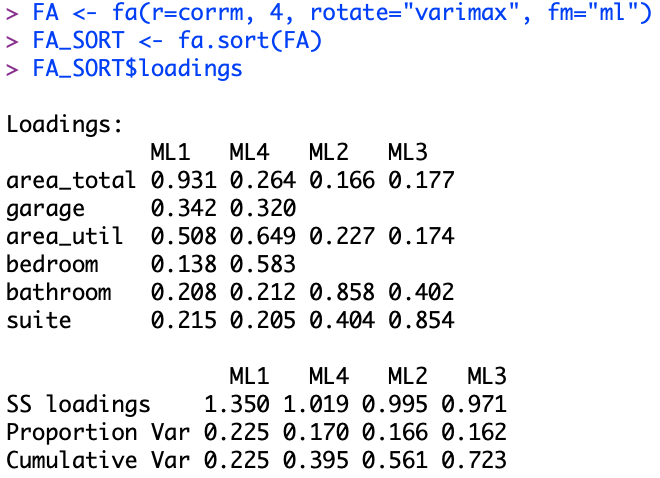 > FA <- fa(r=corrm, 4, rotate="varimax", fm="ml")
> FA_SORT <- fa.sort(FA)
> FA_SORT$loadings
Loadings:
           ML1   ML4   ML2   ML3
area_total 0.931 0.264 0.166 0.177
garage     0.342 0.320
area_util  0.508 0.649 0.227 0.174
bedroom    0.138 0.583
bathroom   0.208 0.212 0.858 0.402
suite      0.215 0.205 0.404 0.854
                 ML1   ML4   ML2   ML3
SS loadings    1.350 1.019 0.995 0.971
Proportion Var 0.225 0.170 0.166 0.162
Cumulative Var 0.225 0.395 0.561 0.723